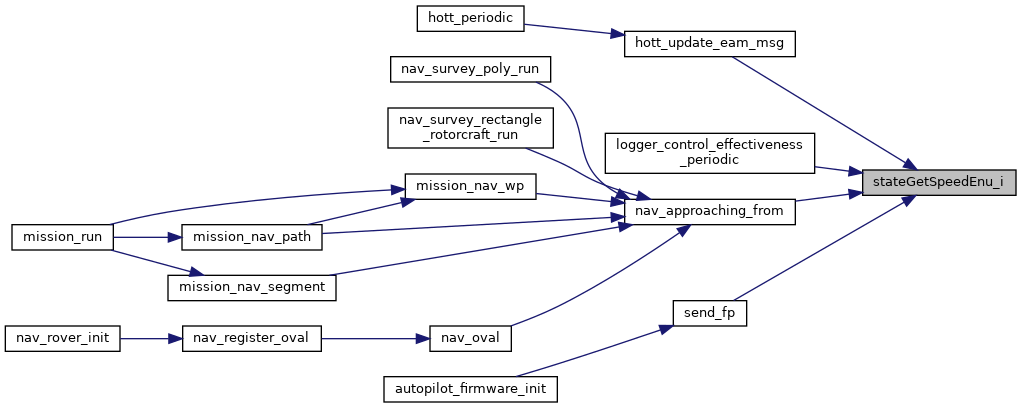 hott_periodic
hott_update_eam_msg
nav_survey_poly_run
nav_survey_rectangle
_rotorcraft_run
logger_control_effectiveness
_periodic
stateGetSpeedEnu_i
mission_nav_wp
nav_approaching_from
mission_run
mission_nav_path
mission_nav_segment
send_fp
nav_rover_init
nav_register_oval
nav_oval
autopilot_firmware_init